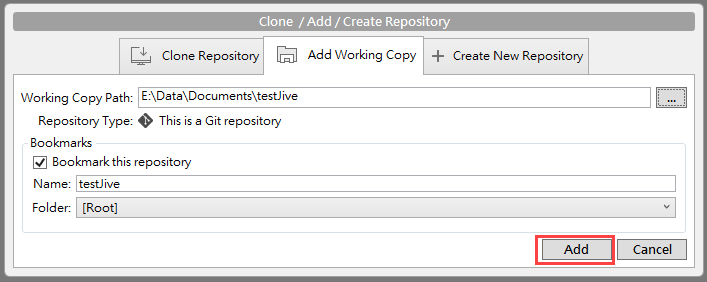 Clone / Add / Create Repository
Clone Repository
Add Working Copy
Create New Repository
Working Copy Path: E:\Data\Documents\testJive ...
Repository Type: This is a Git repository
Bookmarks
Bookmark this repository
Name: testJive
Folder: [Root]
Add Cancel